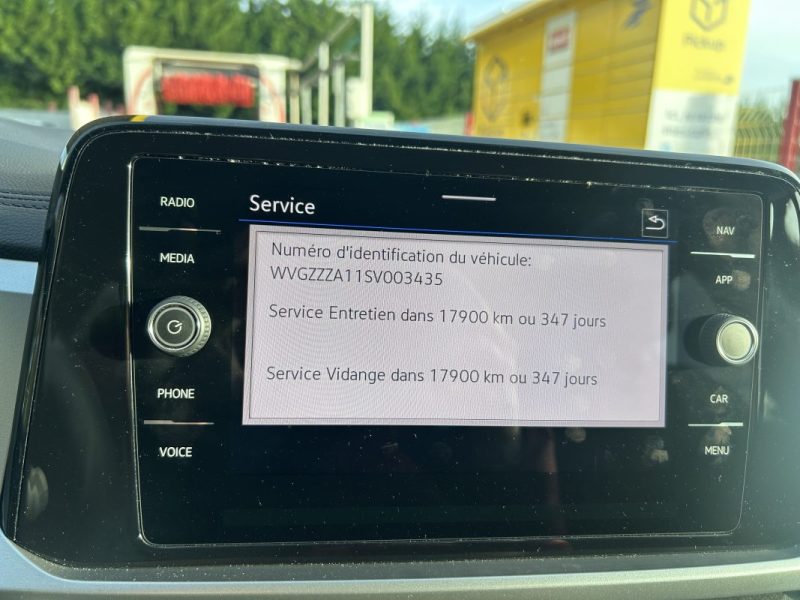 RADIO
MEDIA
PHONE
VOICE
Service
Numéro d'identification du véhicule:
WVGZZZA11SV003435
Service Entretien dans 17900 km ou 347 jours
Service Vidange dans 17900 km ou 347 jours
NAV
APP
CAR
MENU